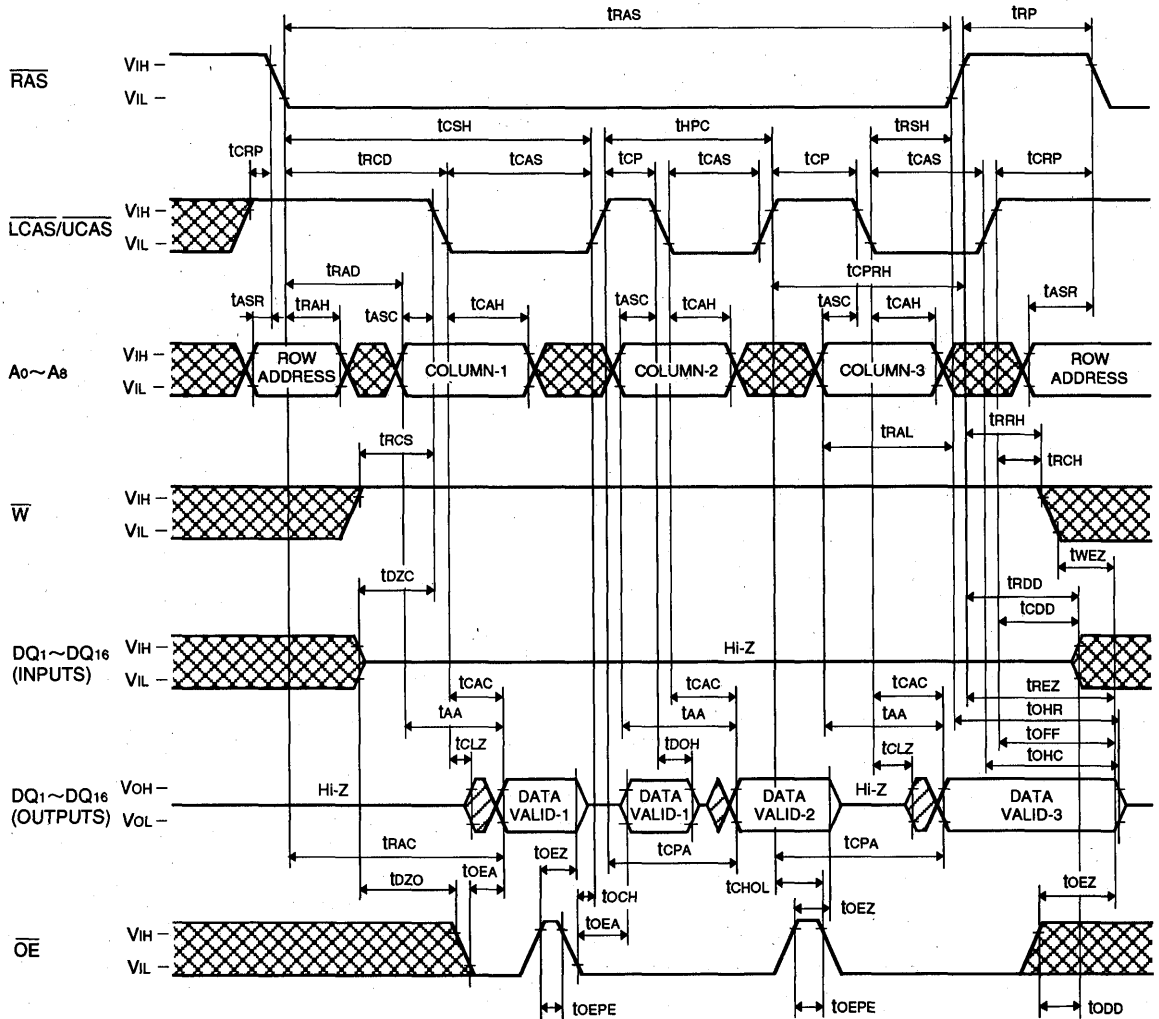 tRAS tRP
VIH
RAS
VIL
tCSH tHPC tRSH
tCRP tRCD tCAS tCP tCAS tCP tCAS tCRP
VIH
LCAS/UCAS
VIL
tRAD tCPRH
tASR tRAH tASC tCAH tASC tCAH tASC tCAH tASR
VIH
A0~A8 ROW ADDRESS COLUMN-1 COLUMN-2 COLUMN-3 ROW ADDRESS
VIL
tRCS tRAL tRRH
tRCH
VIH
W
VIL
tWEZ
tDZC tRDD
tCDD
VIH
DQ1~DQ16 (INPUTS) Hi-Z
VIL
tCAC tCAC tCAC tREZ
tAA tAA tAA tOHR
tCLZ tDOH tCLZ tOFF
tOHC
VOH
DQ1~DQ16 (OUTPUTS) Hi-Z DATA VALID-1 DATA VALID-1 DATA VALID-2 Hi-Z DATA VALID-3
VOL
tRAC tOEZ tCPA tCPA
tDZO tOEA tOCH tCHOL tOEZ
tOEA tOEZ
VIH
OE
VIL
tOEPE tOEPE tODD